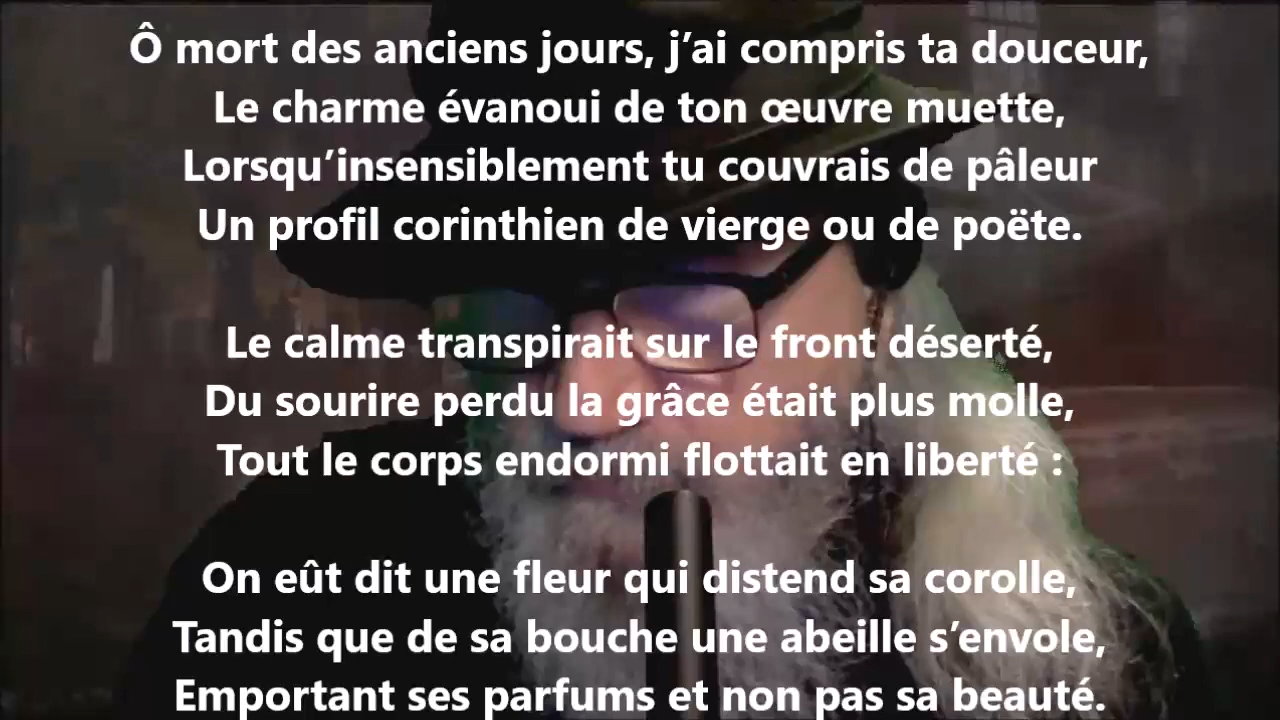 Ô mort des anciens jours, j’ai compris ta douceur,
Le charme évanoui de ton œuvre muette,
Lorsqu’insensiblement tu couvrais de pâleur
Un profil corinthien de vierge ou de poëte.
Le calme transpirait sur le front déserté,
Du sourire perdu la grâce était plus molle,
Tout le corps endormi flottait en liberté :
On eût dit une fleur qui distend sa corolle,
Tandis que de sa bouche une abeille s’envole,
Emportant ses parfums et non pas sa beauté.